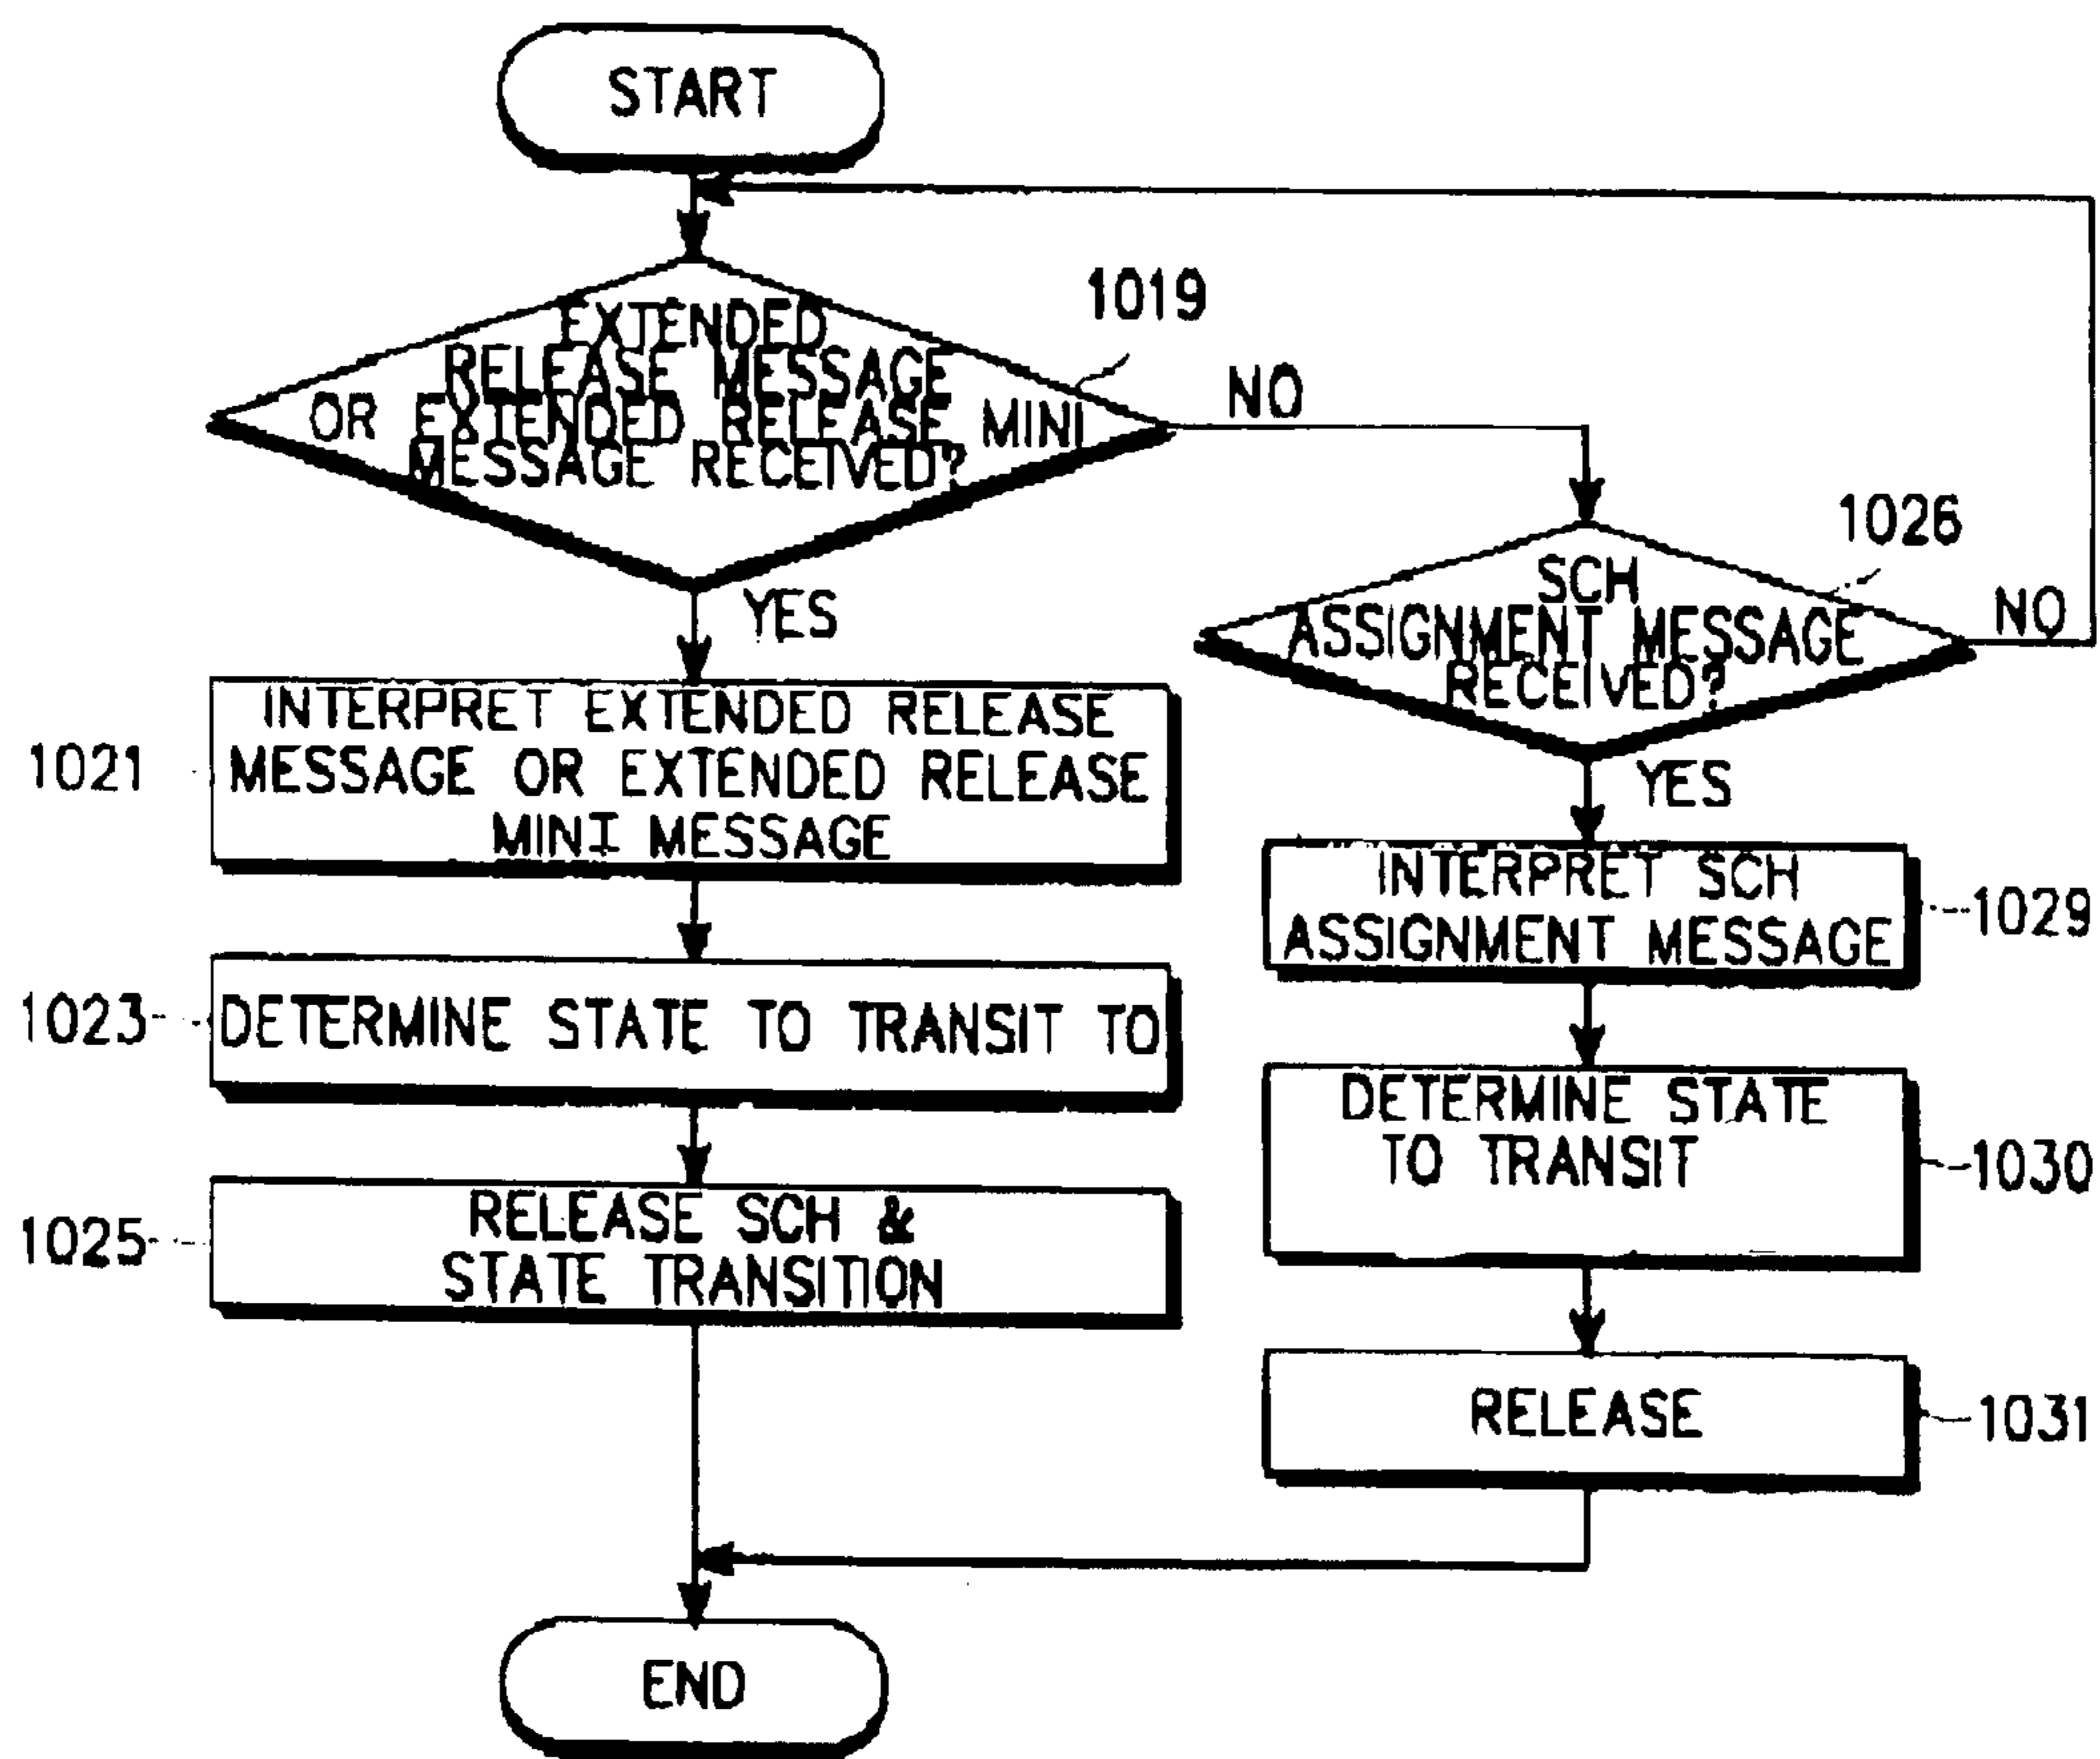 START
1019
EXTENDED
RELEASE MESSAGE
OR EXTENDED RELEASE MINI
MESSAGE RECEIVED?
NO
YES
1026
SCH
ASSIGNMENT MESSAGE
RECEIVED?
NO
YES
1021
INTERPRET EXTENDED RELEASE
MESSAGE OR EXTENDED RELEASE
MINI MESSAGE
INTERPRET SCH
ASSIGNMENT MESSAGE
1029
1023
DETERMINE STATE TO TRANSIT TO
DETERMINE STATE
TO TRANSIT
1030
1025
RELEASE SCH &
STATE TRANSITION
RELEASE
1031
END